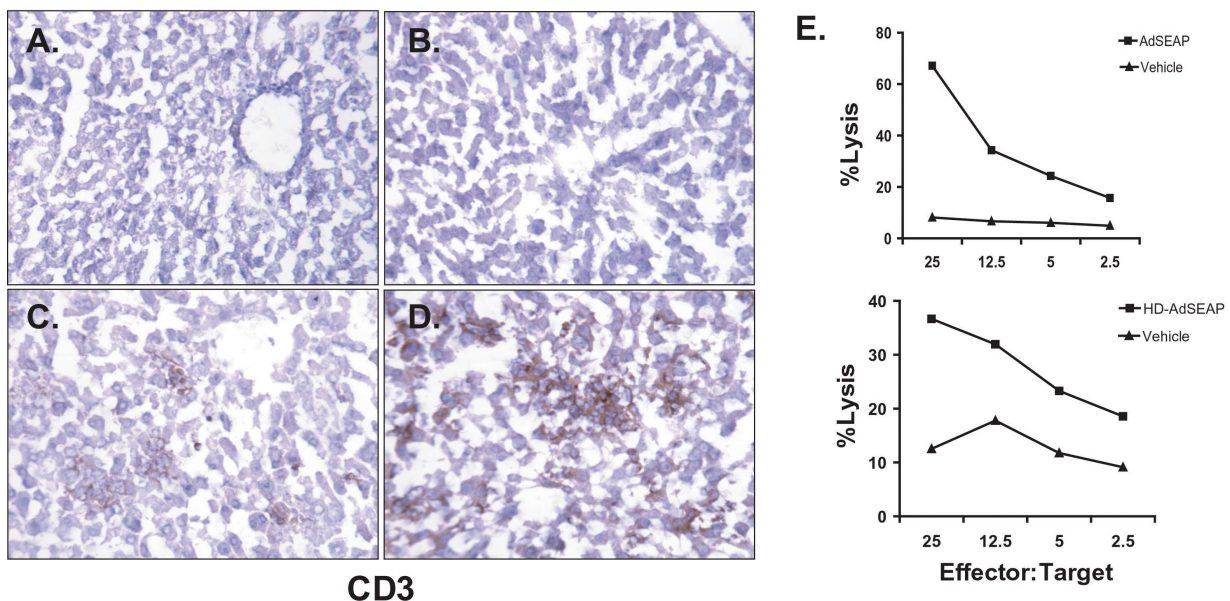 A.
B.
C.
D.
CD3
E.
80
60
40
20
0
%Lysis
25 12.5 5 2.5
AdSEAP
Vehicle
40
30
20
10
0
%Lysis
25 12.5 5 2.5
Effector:Target
HD-AdSEAP
Vehicle